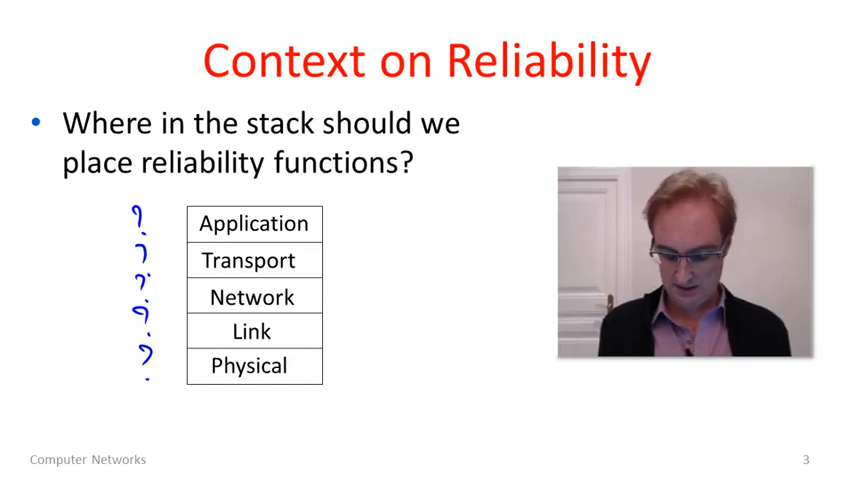 Context on Reliability
• Where in the stack should we
place reliability functions?
? Application
? Transport
? Network
? Link
? Physical
Computer Networks
3